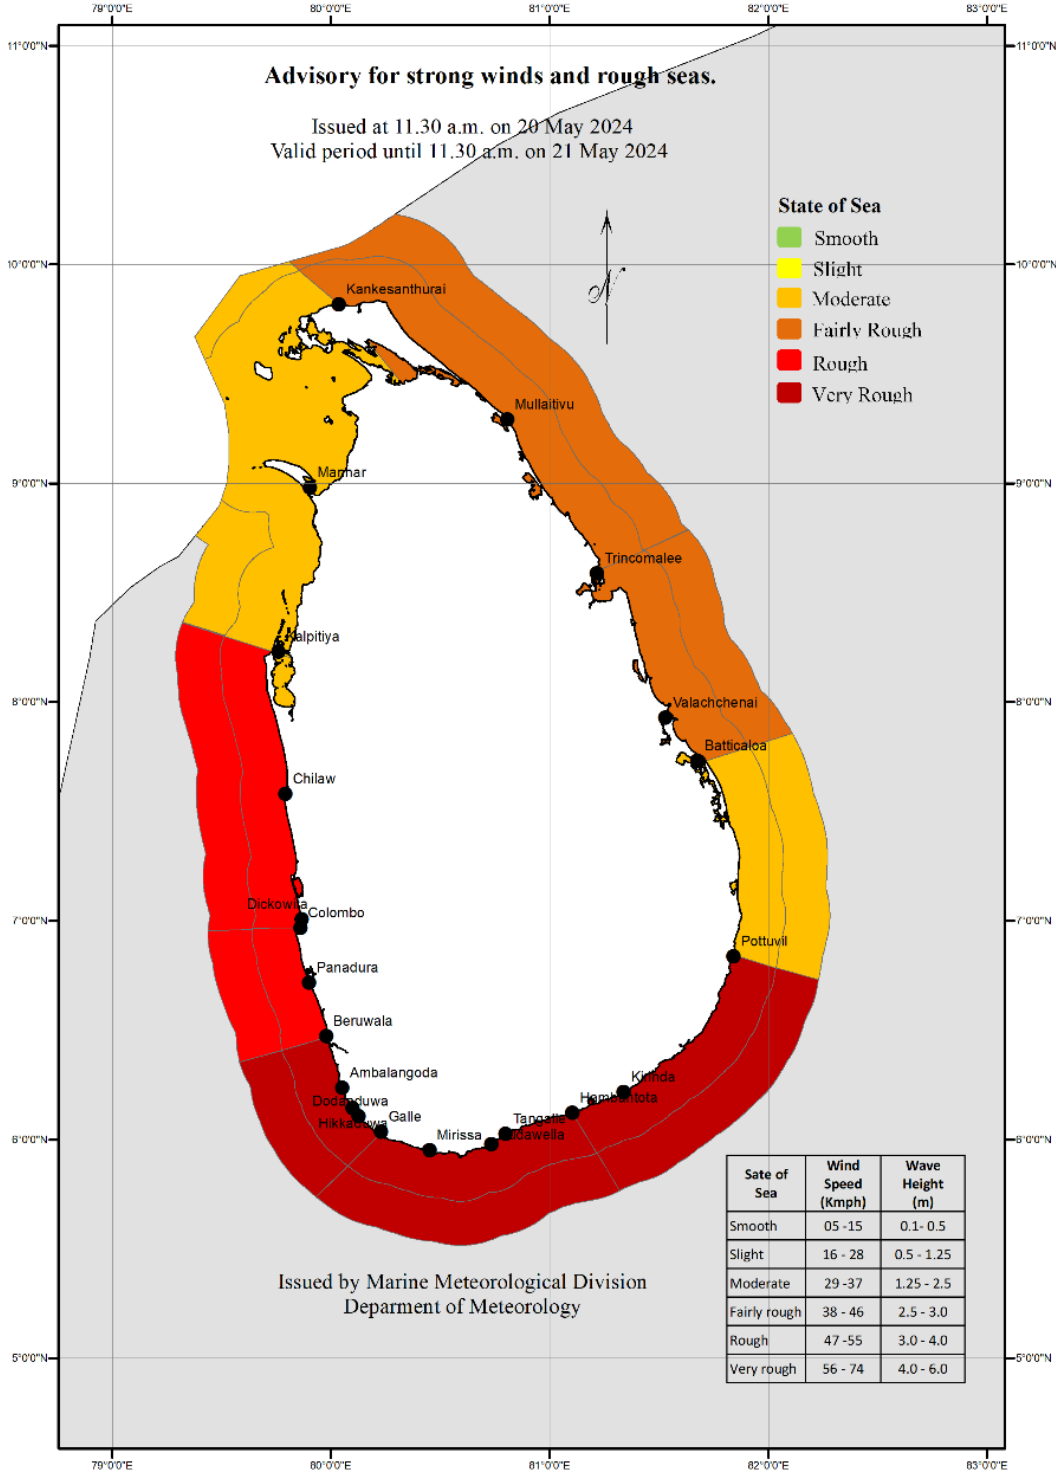 79°0'0"E 80°0'0"E 81°0'0"E 82°0'0"E 83°0'0"E
11°0'0"N 11°0'0"N
Advisory for strong winds and rough seas.
Issued at 11.30 a.m. on 20 May 2024
Valid period until 11.30 a.m. on 21 May 2024
State of Sea
Smooth
Slight
Moderate
Fairly Rough
Rough
Very Rough
N
10°0'0"N 10°0'0"N
Kankesanthurai
Mullaitivu
Mannar
9°0'0"N 9°0'0"N
Trincomalee
Kalpitiya
8°0'0"N 8°0'0"N
Valachchenai
Batticaloa
Chilaw
Dickowita
Colombo
7°0'0"N 7°0'0"N
Pottuvil
Panadura
Beruwala
Ambalangoda
Kirinda
Dodanduwa
Hambantota
Hikkaduwa
Galle
Tangalle
Mirissa
6°0'0"N 6°0'0"N
Sate of Sea Wind Speed (Kmph) Wave Height (m)
Smooth 05 -15 0.1- 0.5
Slight 16 - 28 0.5 - 1.25
Moderate 29 -37 1.25 - 2.5
Fairly rough 38 - 46 2.5 - 3.0
Rough 47 -55 3.0 - 4.0
Very rough 56 - 74 4.0 - 6.0
Issued by Marine Meteorological Division
Deparment of Meteorology
5°0'0"N 5°0'0"N
79°0'0"E 80°0'0"E 81°0'0"E 82°0'0"E 83°0'0"E